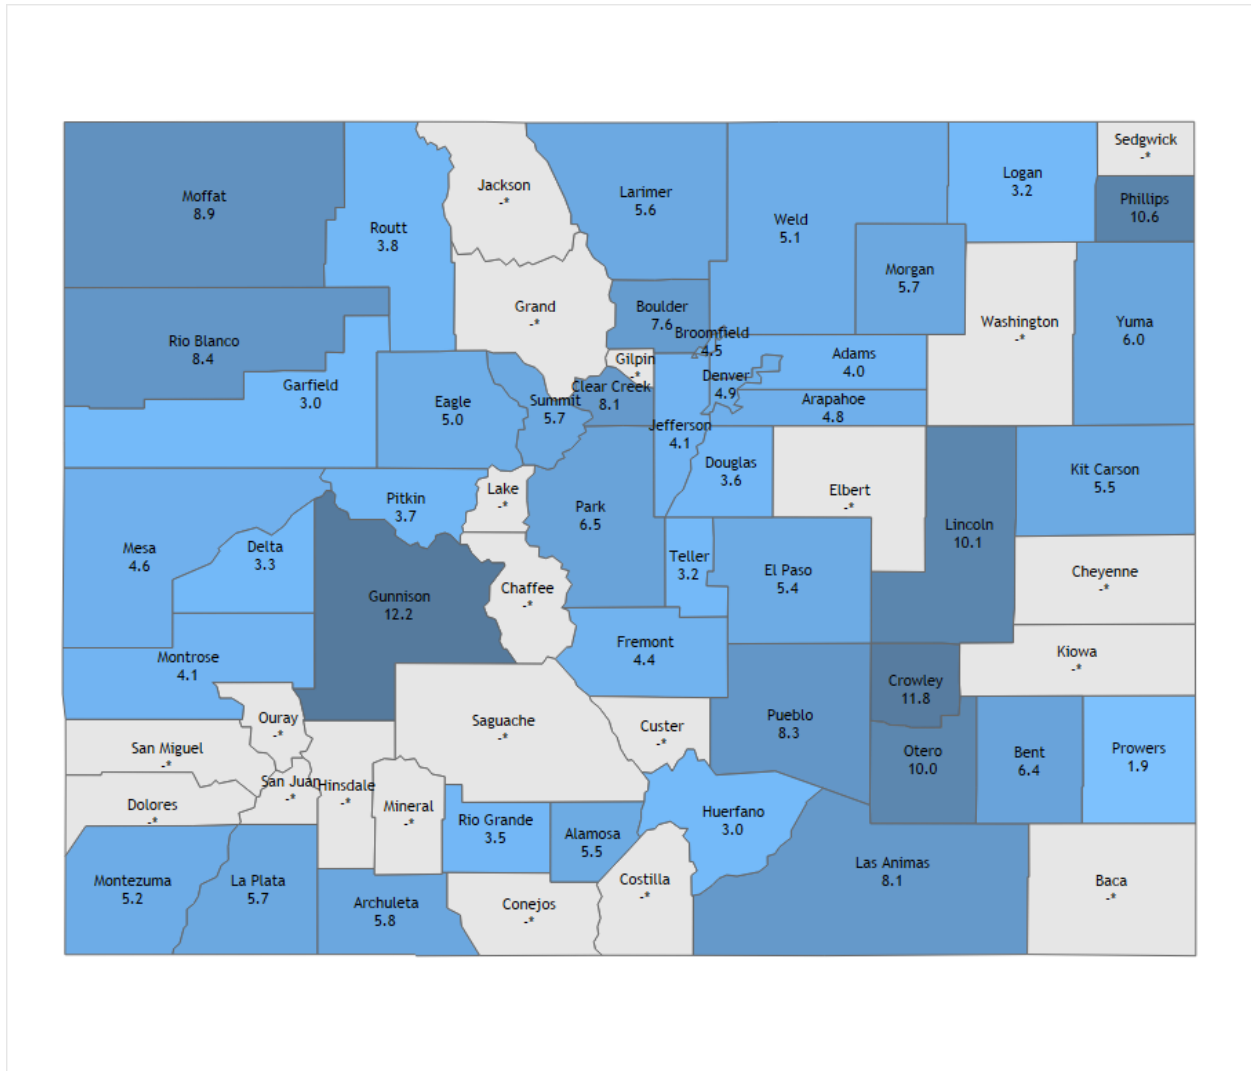 Sedgwick
-*
Moffat
8.9
Routt
3.8
Jackson
-*
Larimer
5.6
Weld
5.1
Logan
3.2
Phillips
10.6
Morgan
5.7
Grand
-*
Boulder
7.6
Broomfield
4.5
Washington
-*
Yuma
6.0
Rio Blanco
8.4
Garfield
3.0
Gilpin
-*
Adams
4.0
Denver
4.9
Clear Creek
8.1
Eagle
5.0
Summit
5.7
Arapahoe
4.8
Jefferson
4.1
Douglas
3.6
Elbert
-*
Kit Carson
5.5
Pitkin
3.7
Lake
-*
Park
6.5
Lincoln
10.1
Mesa
4.6
Delta
3.3
Teller
3.2
El Paso
5.4
Cheyenne
-*
Gunnison
12.2
Chaffee
-*
Fremont
4.4
Montrose
4.1
Kiowa
-*
Crowley
11.8
Ouray
-*
Saguache
-*
Custer
-*
Pueblo
8.3
San Miguel
-*
Otero
10.0
Bent
6.4
Prowers
1.9
San Juan
-*
Hinsdale
-*
Dolores
-*
Mineral
-*
Rio Grande
3.5
Alamosa
5.5
Huerfano
3.0
Montezuma
5.2
La Plata
5.7
Archuleta
5.8
Conejos
-*
Costilla
-*
Las Animas
8.1
Baca
-*